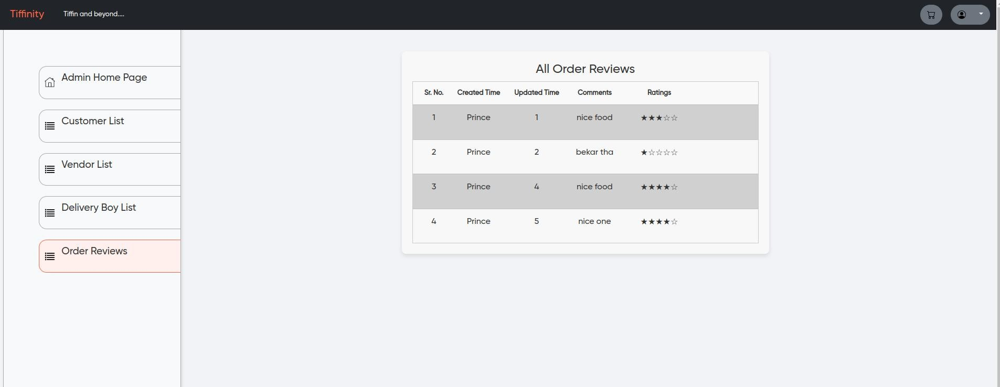 Tiffinity Tiffin and beyond....
Admin Home Page
Customer List
Vendor List
Delivery Boy List
Order Reviews
All Order Reviews
Sr. No. Created Time Updated Time Comments Ratings
1 Prince 1 nice food ★★★☆☆
2 Prince 2 bekar tha ★☆☆☆☆
3 Prince 4 nice food ★★★★☆
4 Prince 5 nice one ★★★★☆